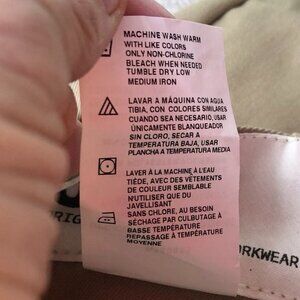 MACHINE WASH WARM
WITH LIKE COLORS
ONLY NON-CHLORINE
BLEACH WHEN NEEDED
TUMBLE DRY LOW
MEDIUM IRON
LAVAR A MÁQUINA CON AQUA
TIBIA, CON COLORES SIMILARES
CUANDO SEA NECESARIO, USAR
ÚNICAMENTE BLANQUEADOR
SIN CLORO, SECAR A
TEMPERATURA BAJA, USAR
PLANCHA A TEMPERATURA MEDIA
LAVER À LA MACHINE À L'EAU
TIÈDE, AVEC DES VÊTEMENTS
DE COULEUR SEMBLABLE
NUTILISER QUE DU
JAVELLISANT
SANS CHLORE, AU BESOIN
SÉCHAGE PAR CULBUTAGE À
BASSE TEMPÉRATURE
REPASSAGE À TEMPÉRATURE
MOYENNE
RIG
ORKWEAR